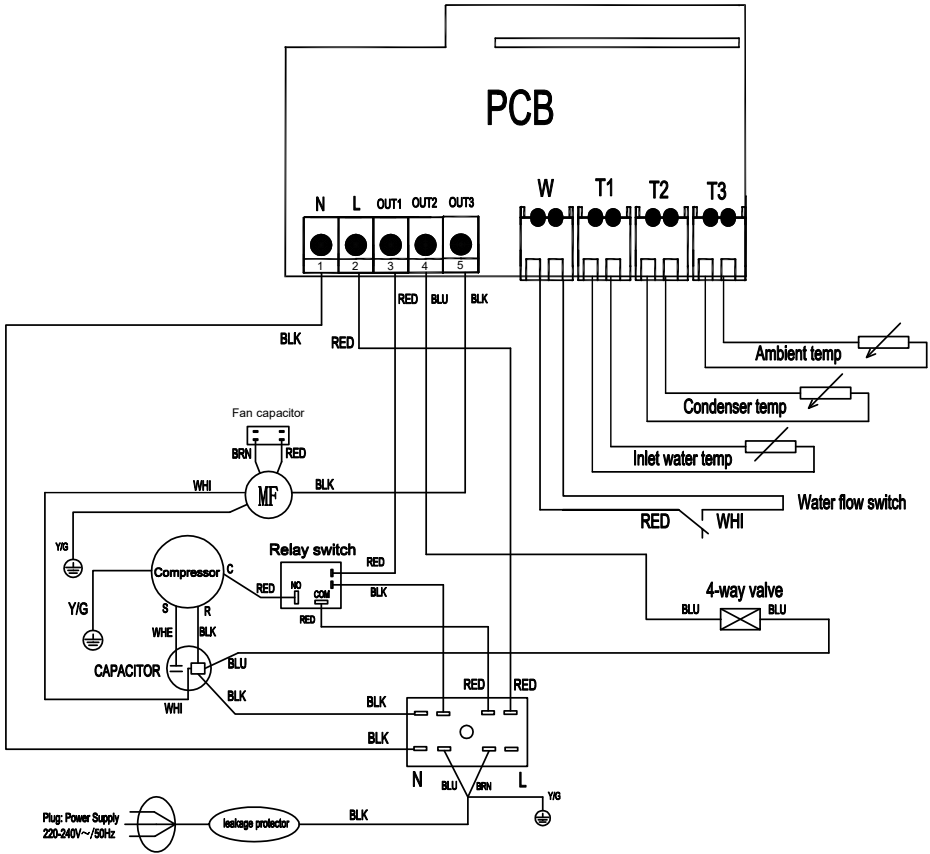 PCB
W T1 T2 T3
N L OUT1 OUT2 OUT3
1 2 3 4 5
RED BLU BLK
BLK
RED
Ambient temp
Condenser temp
Fan capacitor
BRN RED
Inlet water temp
WHI
MF
BLK
Water flow switch
RED WHI
Y/G
Relay switch
RED
Compressor
C
RED
NO
COM
BLK
4-way valve
Y/G
S
R
RED
BLU BLU
WHE
BLK
CAPACITOR
BLU
RED RED
BLK
BLK
WHI
BLK
N
BLU
BRN
L
Y/G
Plug: Power Supply
220-240V～/50Hz
leakage protector
BLK